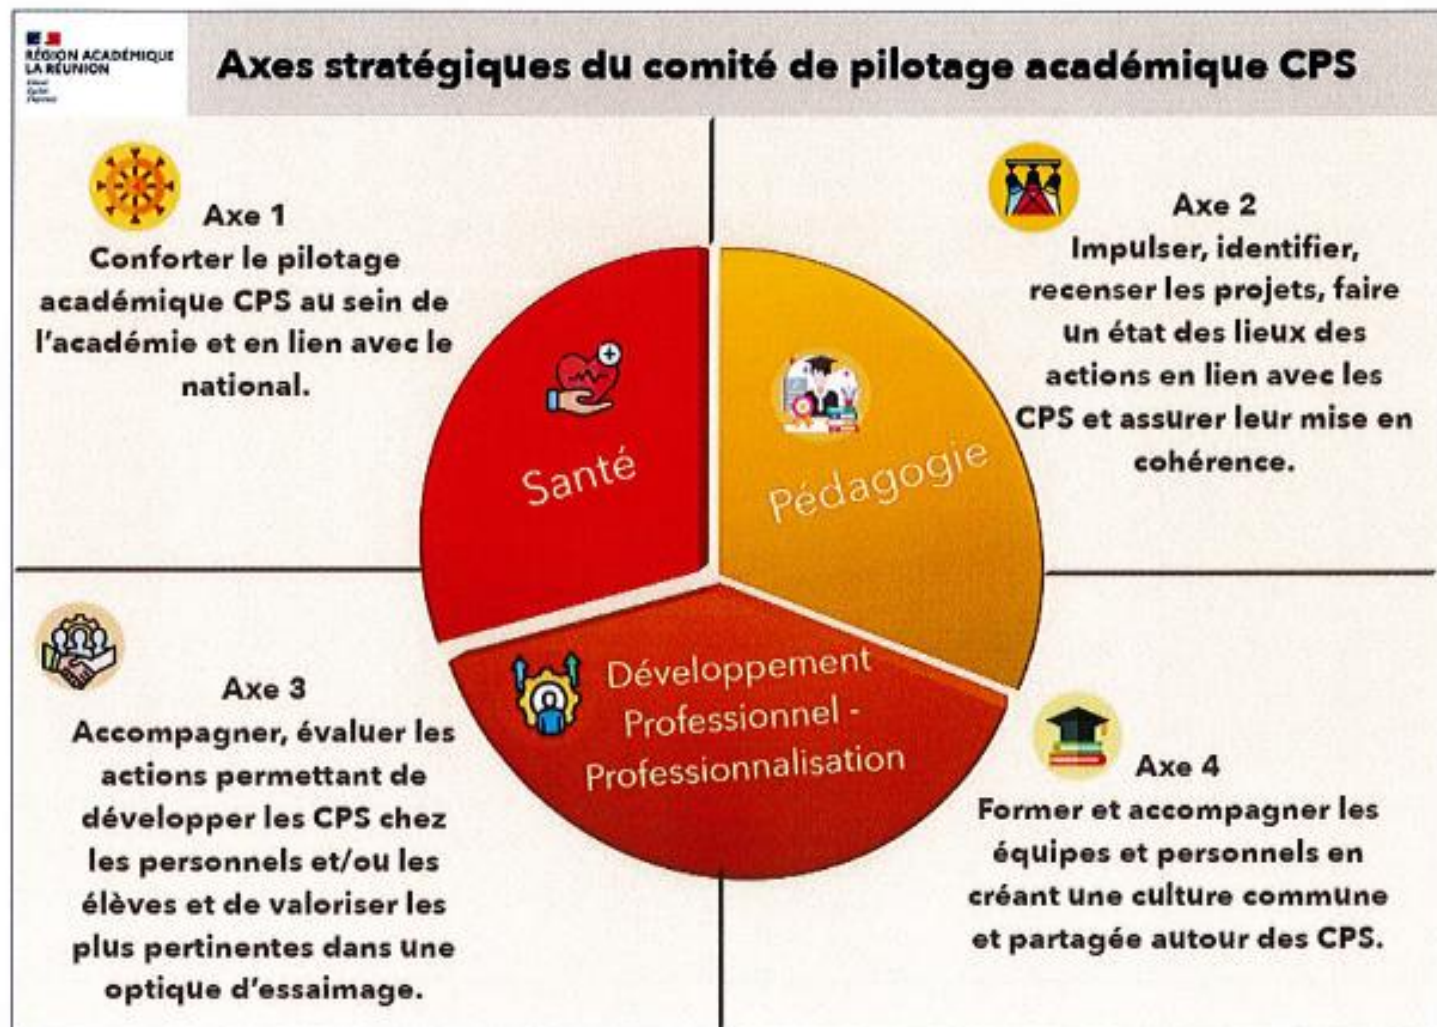 RÉGION ACADÉMIQUE
LA RÉUNION
Axes stratégiques du comité de pilotage académique CPS
Axe 1
Conforter le pilotage
académique CPS au sein de
l'académie et en lien avec le
national.
Axe 2
Impulser, identifier,
recenser les projets, faire
un état des lieux des
actions en lien avec les
CPS et assurer leur mise en
cohérence.
Santé
Pédagogie
Développement
Professionnel -
Professionnalisation
Axe 3
Accompagner, évaluer les
actions permettant de
développer les CPS chez
les personnels et/ou les
élèves et de valoriser les
plus pertinentes dans une
optique d'essaimage.
Axe 4
Former et accompagner les
équipes et personnels en
créant une culture commune
et partagée autour des CPS.